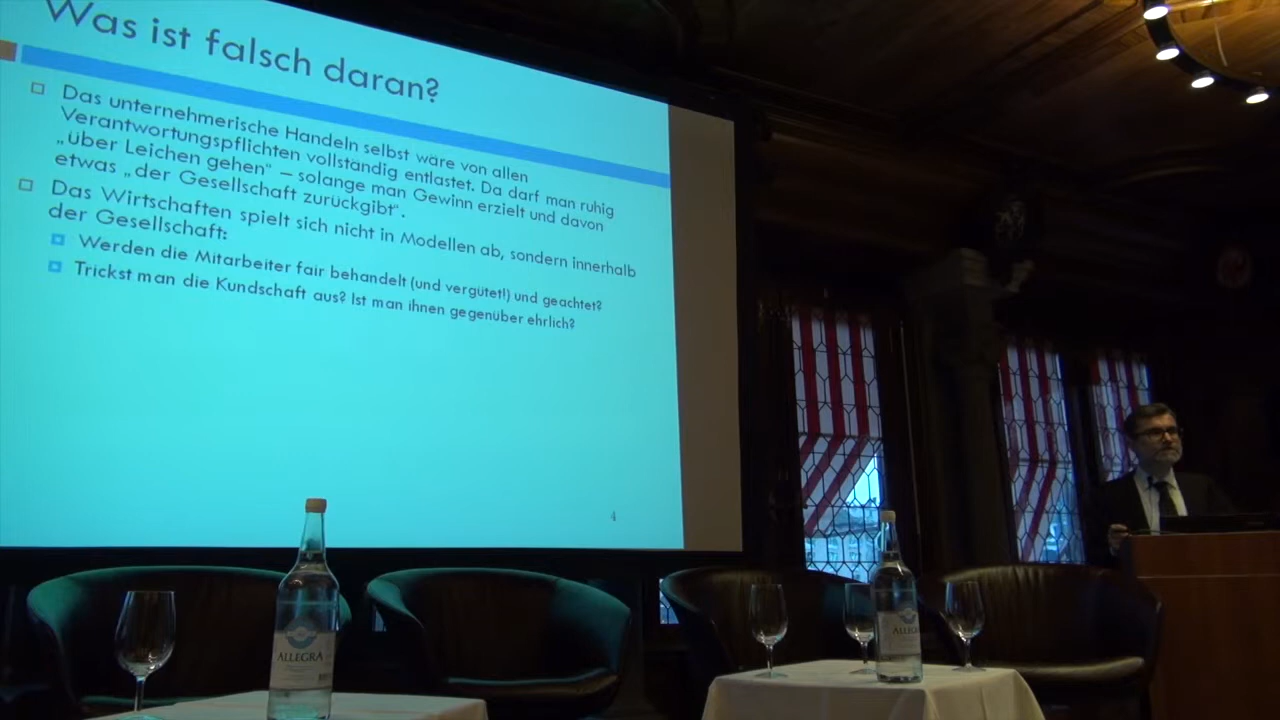 Was ist falsch daran?
Das unternehmerische Handeln selbst wäre von allen
Verantwortungspflichten vollständig entlastet. Da darf man ruhig
„über Leichen gehen“ – solange man Gewinn erzielt und davon
etwas „der Gesellschaft zurückgibt“.
Das Wirtschaften spielt sich nicht in Modellen ab, sondern innerhalb
der Gesellschaft:
Werden die Mitarbeiter fair behandelt (und vergütet!) und geachtet?
Trickst man die Kundschaft aus? Ist man ihnen gegenüber ehrlich?
4
ALLEGRA
ALLEGRA